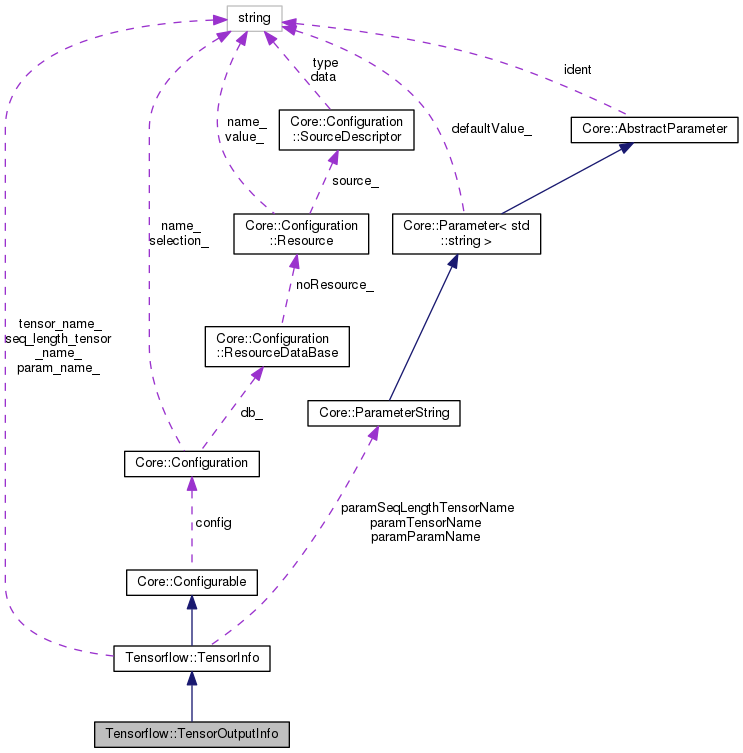 string
type
data
ident
Core::Configuration
::SourceDescriptor
name_
value_
defaultValue_
Core::AbstractParameter
source_
name_
selection_
Core::Configuration
::Resource
Core::Parameter< std
::string >
noResource_
tensor_name_
seq_length_tensor
_name_
param_name_
Core::Configuration
::ResourceDataBase
db_
Core::ParameterString
Core::Configuration
config
paramSeqLengthTensorName
paramTensorName
paramParamName
Core::Configurable
Tensorflow::TensorInfo
Tensorflow::TensorOutputInfo